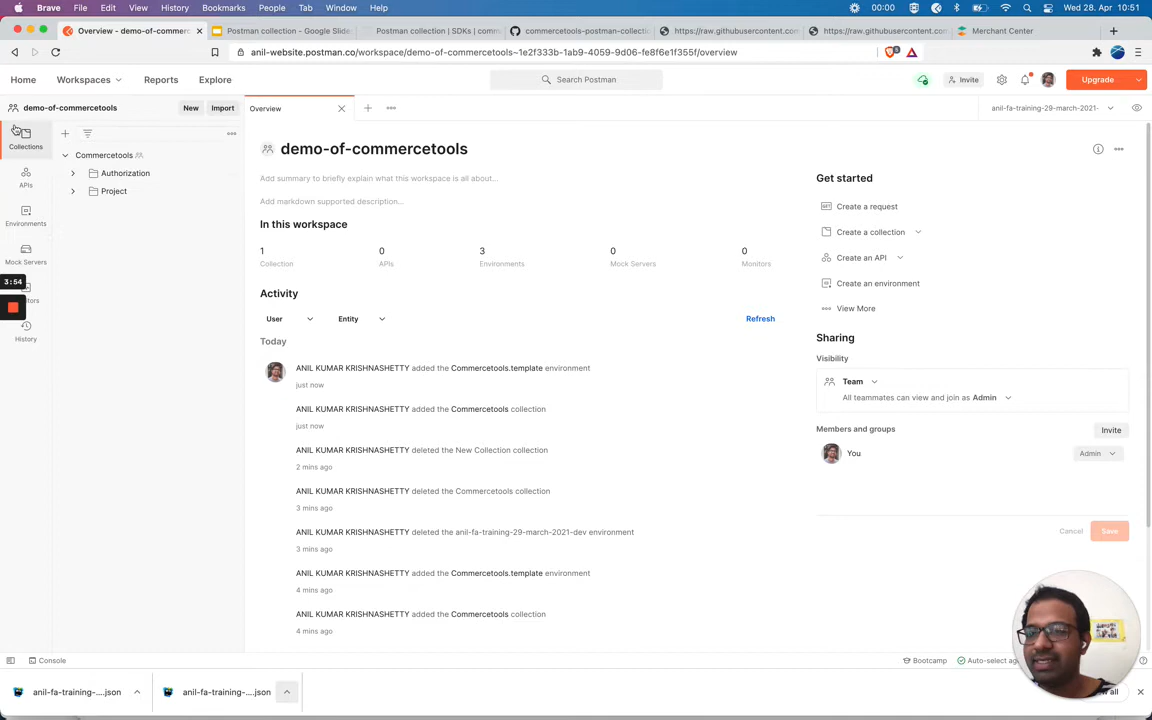 Brave File Edit View History Bookmarks People Tab Window Help 00:00 Wed 28. Apr 10:51
Overview - demo-of-commerc Postman collection - Google Slide Postman collection | SDKs | comm commercetools-postman-collectio https://raw.githubusercontent.com https://raw.githubusercontent.com Merchant Center
anil-website.postman.co/workspace/demo-of-commercetools~1e2f333b-1ab9-4059-9d06-fe8f6e1f355f/overview
Home Workspaces Reports Explore Search Postman Invite Upgrade
demo-of-commercetools New Import Overview anil-fa-training-29-march-2021-
Collections
APIs
Environments
Mock Servers
3:54
History
Commercetools
Authorization
Project
demo-of-commercetools
Add summary to briefly explain what this workspace is all about...
Add markdown supported description...
In this workspace
1 0 3 0 0
Collection APIs Environments Mock Servers Monitors
Activity
User Entity Refresh
Today
ANIL KUMAR KRISHNASHETTY added the Commercetools.template environment
just now
ANIL KUMAR KRISHNASHETTY added the Commercetools collection
just now
ANIL KUMAR KRISHNASHETTY deleted the New Collection collection
2 mins ago
ANIL KUMAR KRISHNASHETTY deleted the Commercetools collection
3 mins ago
ANIL KUMAR KRISHNASHETTY deleted the anil-fa-training-29-march-2021-dev environment
3 mins ago
ANIL KUMAR KRISHNASHETTY added the Commercetools.template environment
4 mins ago
ANIL KUMAR KRISHNASHETTY added the Commercetools collection
4 mins ago
Get started
GET Create a request
Create a collection
Create an API
Create an environment
View More
Sharing
Visibility
Team
All teammates can view and join as Admin
Members and groups Invite
You Admin
Cancel Save
Console Bootcamp Auto-select ag
anil-fa-training-....json anil-fa-training-....json all